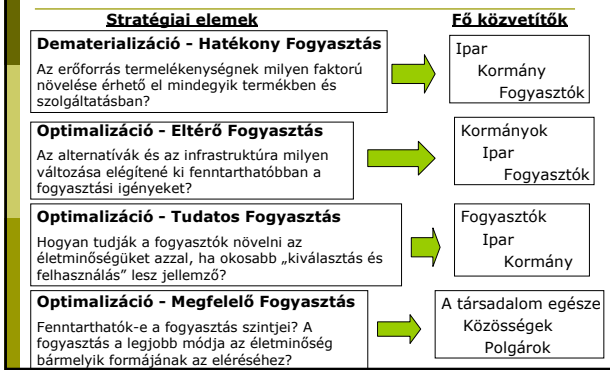 Stratégiai elemek
Fő közvetítők
Dematerializáció - Hatékony Fogyasztás
Az erőforrás termelékenységnek milyen faktorú
növelése érhető el mindegyik termékben és
szolgáltatásban?
Ipar
Kormány
Fogyasztók
Optimalizáció - Eltérő Fogyasztás
Az alternatívák és az infrastruktúra milyen
változása elégítené ki fenntarthatóbban a
fogyasztási igényeket?
Kormányok
Ipar
Fogyasztók
Optimalizáció - Tudatos Fogyasztás
Hogyan tudják a fogyasztók növelni az
életminőségüket azzal, ha okosabb „kiválasztás és
felhasználás” lesz jellemző?
Fogyasztók
Ipar
Kormány
Optimalizáció - Megfelelő Fogyasztás
Fenntarthatók-e a fogyasztás szintjei? A
fogyasztás a legjobb módja az életminőség
bármelyik formájának az eléréséhez?
A társadalom egésze
Közösségek
Polgárok